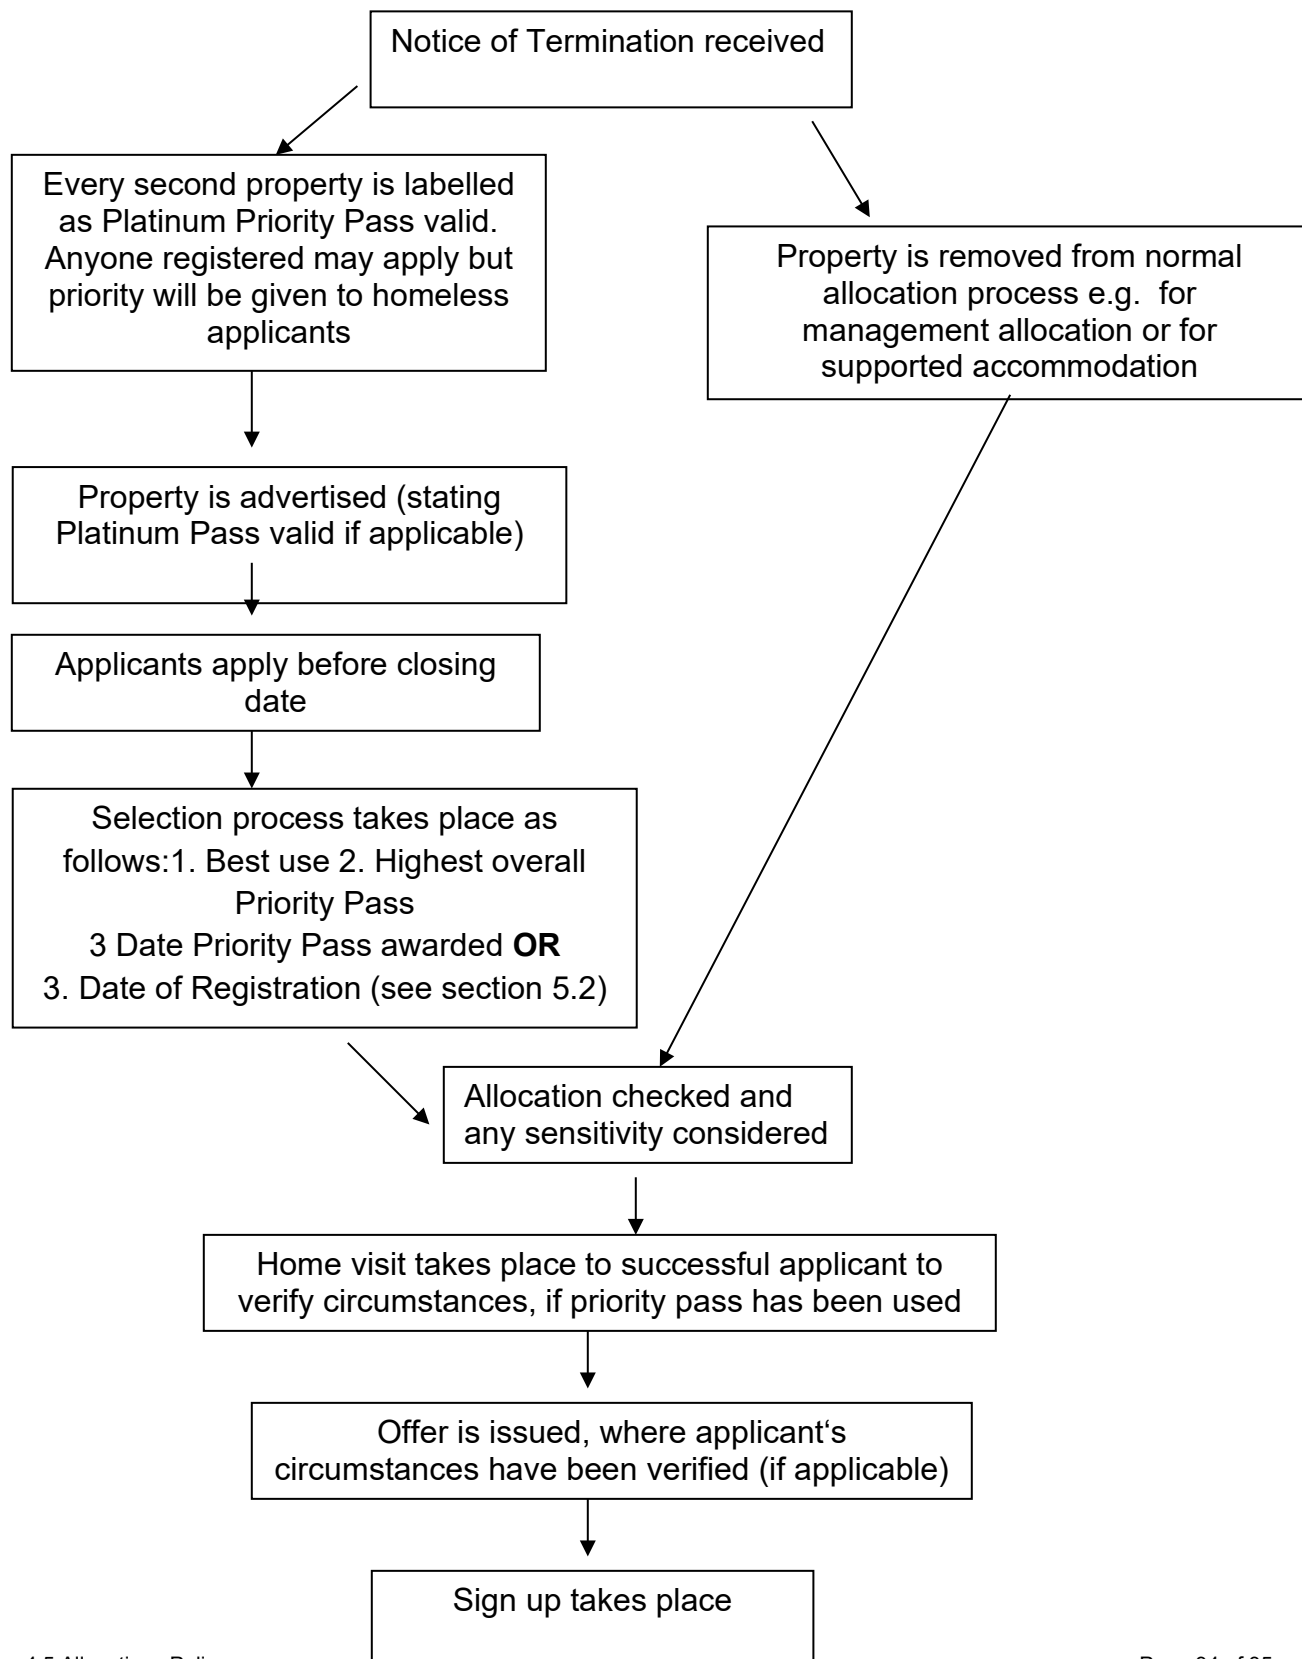 Notice of Termination received
Every second property is labelled
as Platinum Priority Pass valid.
Anyone registered may apply but
priority will be given to homeless
applicants
Property is removed from normal
allocation process e.g. for
management allocation or for
supported accommodation
Property is advertised (stating
Platinum Pass valid if applicable)
Applicants apply before closing
date
Selection process takes place as
follows:1. Best use 2. Highest overall
Priority Pass
3 Date Priority Pass awarded OR
3. Date of Registration (see section 5.2)
Allocation checked and
any sensitivity considered
Home visit takes place to successful applicant to
verify circumstances, if priority pass has been used
Offer is issued, where applicant‘s
circumstances have been verified (if applicable)
Sign up takes place